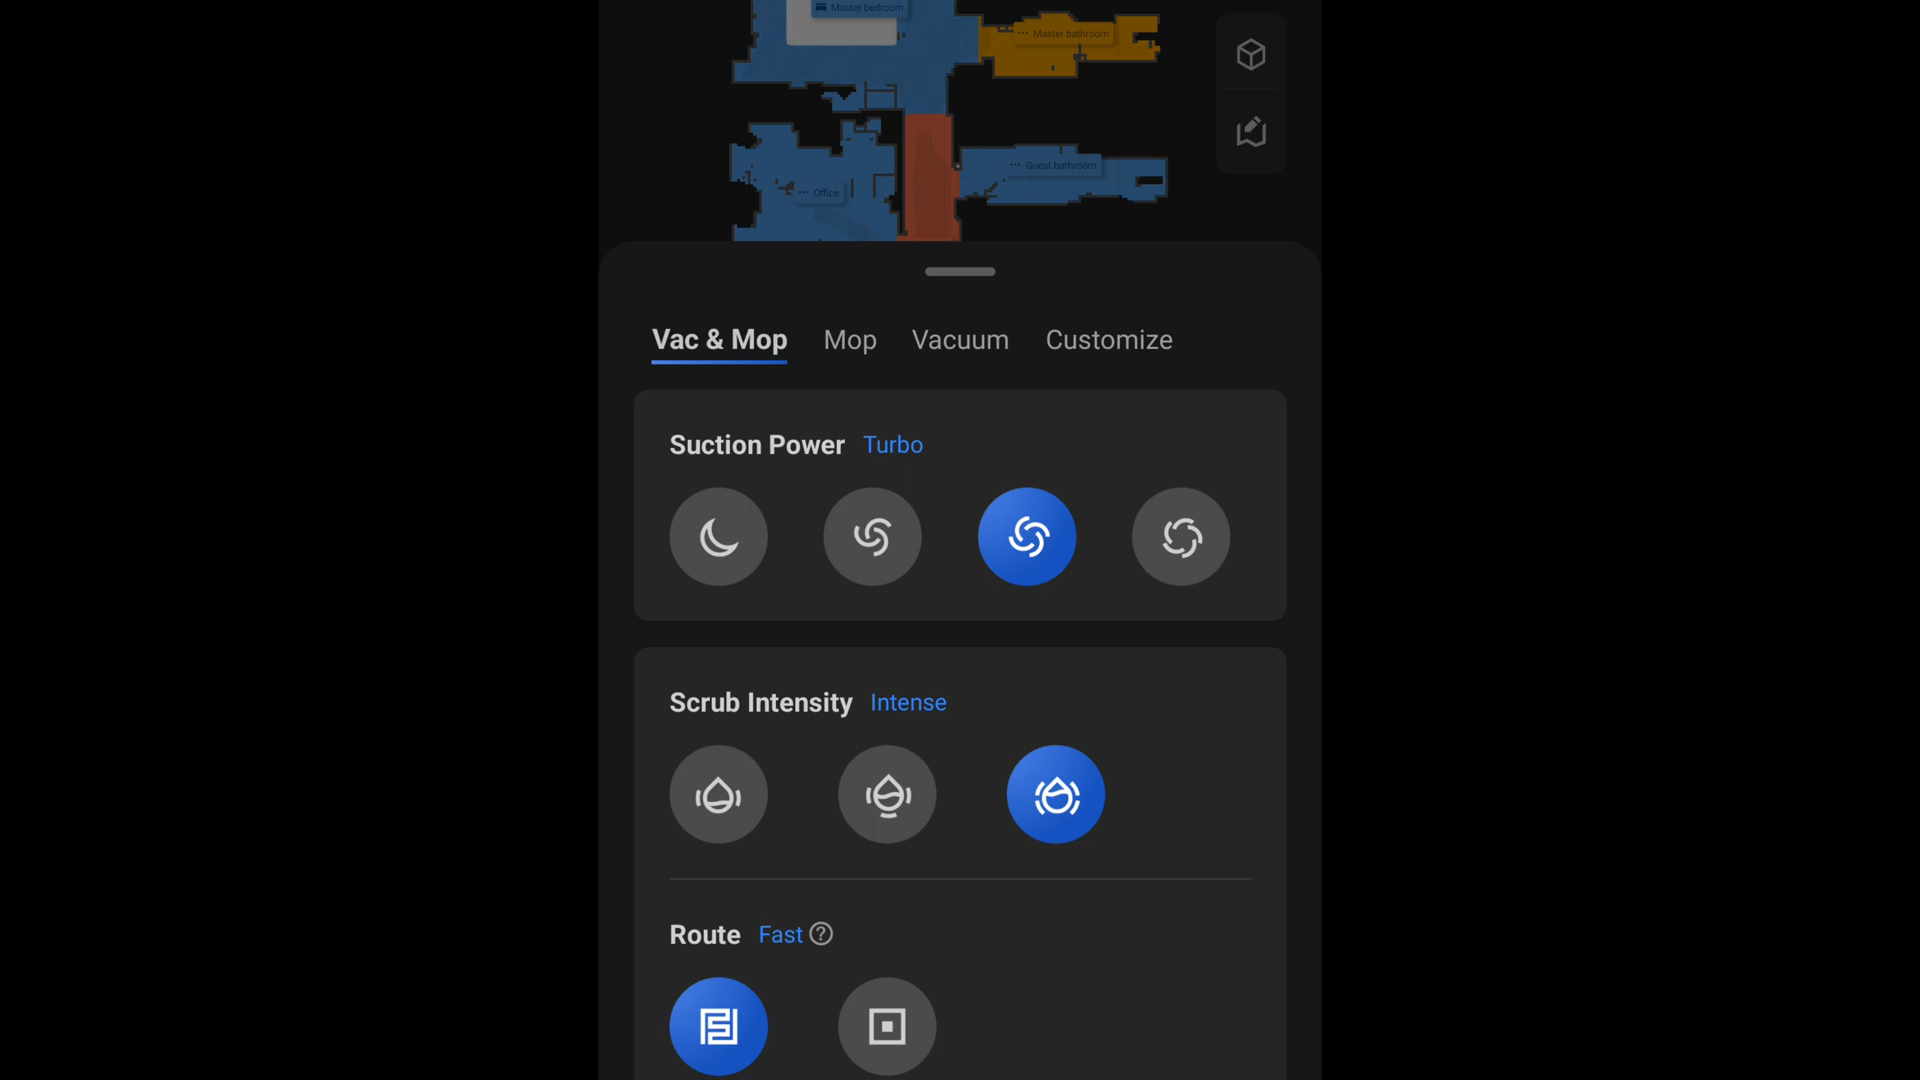 Master bedroom
Master bathroom
Guest bathroom
Office
Vac & Mop Mop Vacuum Customize
Suction Power Turbo
Scrub Intensity Intense
Route Fast